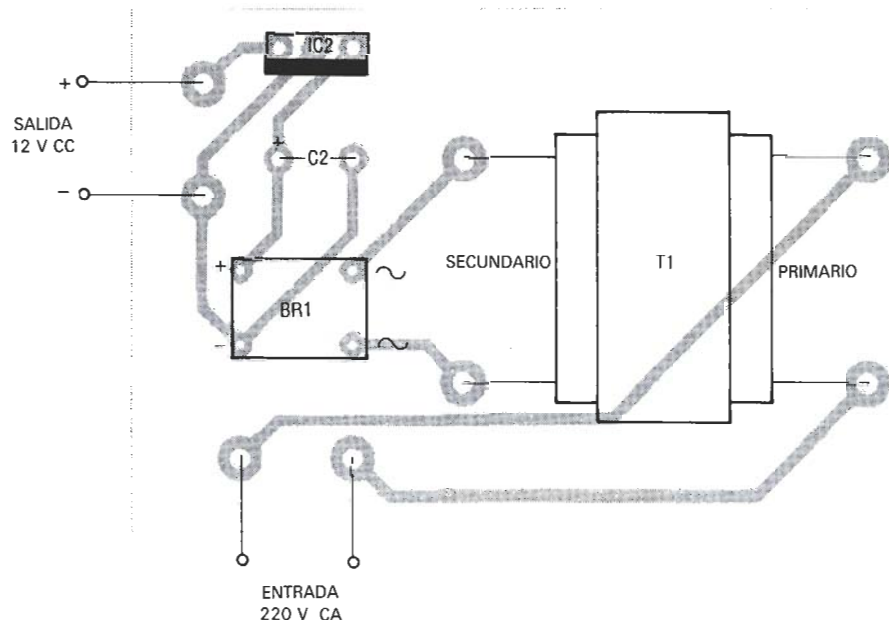 IC2
+
SALIDA
12 V CC
−
+
C2
SECUNDARIO
T1
PRIMARIO
+
∼
BR1
−
∼
ENTRADA
220 V CA